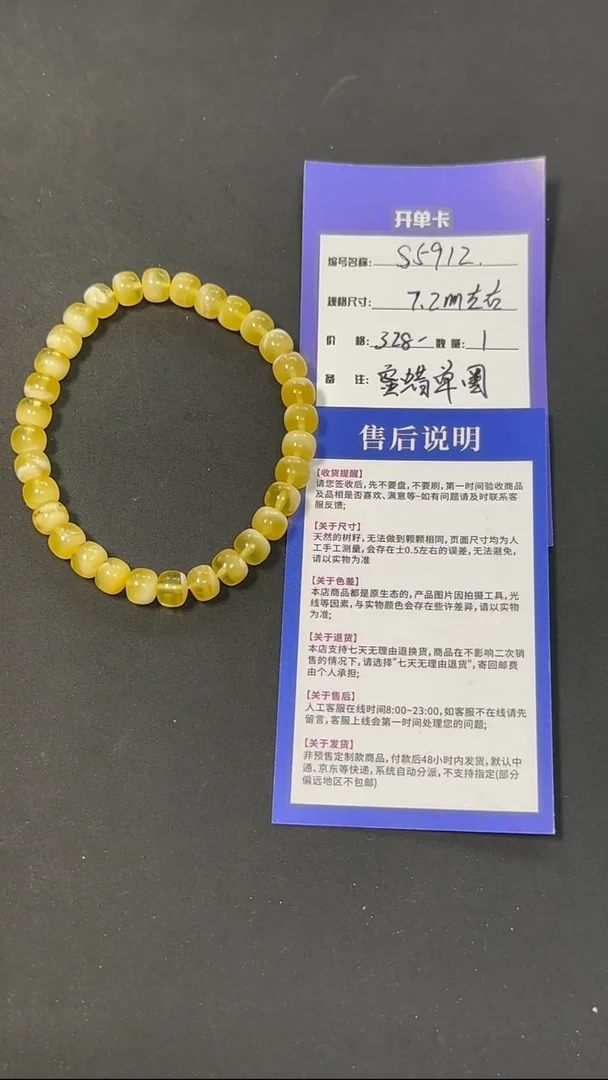 开单卡
编号名称: S5912.
规格尺寸: 7.2m左右
价 格: 328- 数量: 1
备 注: 蜜蜡单圈
售后说明
【收货提醒】
请您签收后,先不要盘,不要刷,第一时间验收商品
及品相是否喜欢、满意等~如有问题请及时联系客
服反馈;
【关于尺寸】
天然的树籽,无法做到颗颗相同,页面尺寸均为人
工手工测量,会存在士0.5左右的误差,无法避免,
请以实物为准
【关于色差】
本店商品都是原生态的,产品图片因拍摄工具,光
线等因素,与实物颜色会存在些许差异,请以实物
为准;
【关于退货】
本店支持七天无理由退换货,商品在不影响二次销
售的情况下,请选择"七天无理由退货",寄回邮费
由个人承担;
【关于售后】
人工客服在线时间8:00~23:00,如客服不在线请先
留言,客服上线会第一时间处理您的问题;
【关于发货】
非预售定制款商品,付款后48小时内发货,默认中
通、京东等快递,系统自动分派,不支持指定(部分
偏远地区不包邮)